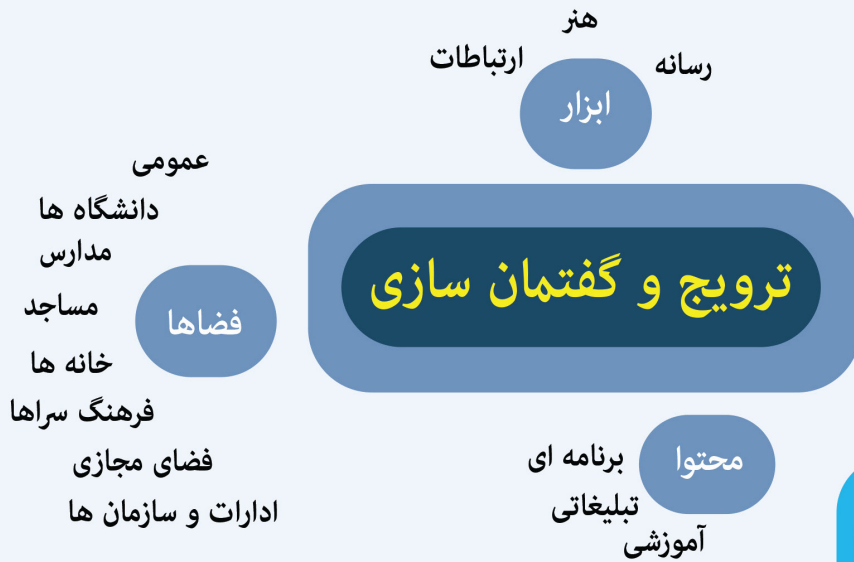 هنر
رسانه
ارتباطات
ابزار
ترویج و گفتمان سازی
فضاها
عمومی
دانشگاه ها
مدارس
مساجد
خانه ها
فرهنگ سراها
فضای مجازی
ادارات و سازمان ها
محتوا
برنامه ای
تبلیغاتی
آموزشی